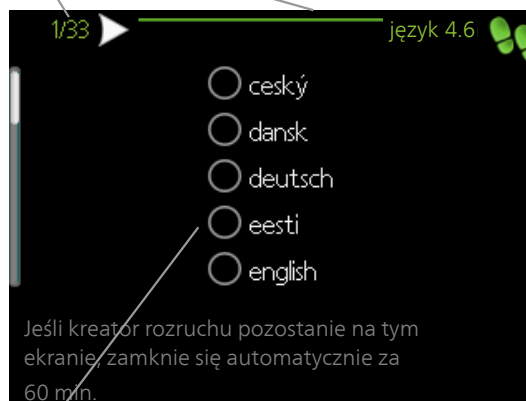 1/33
język 4.6
ceský
dansk
deutsch
eesti
english
Jeśli kreator rozruchu pozostanie na tym
ekranie, zamknie się automatycznie za
60 min.